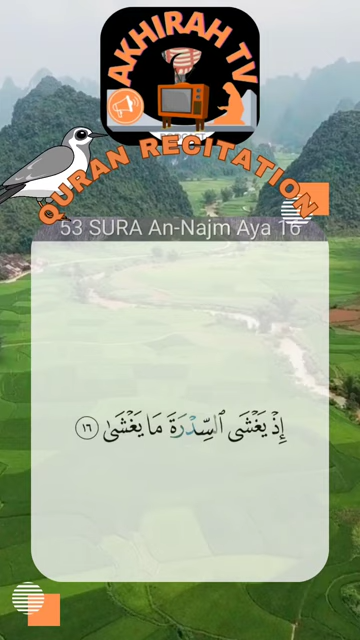 AKHIRAH TV
QURAN RECITATION
53 SURA An-Najm Aya 16
إِذْ يَغْشَى ٱلسِّدْرَةَ مَا يَغْشَىٰ ١٦